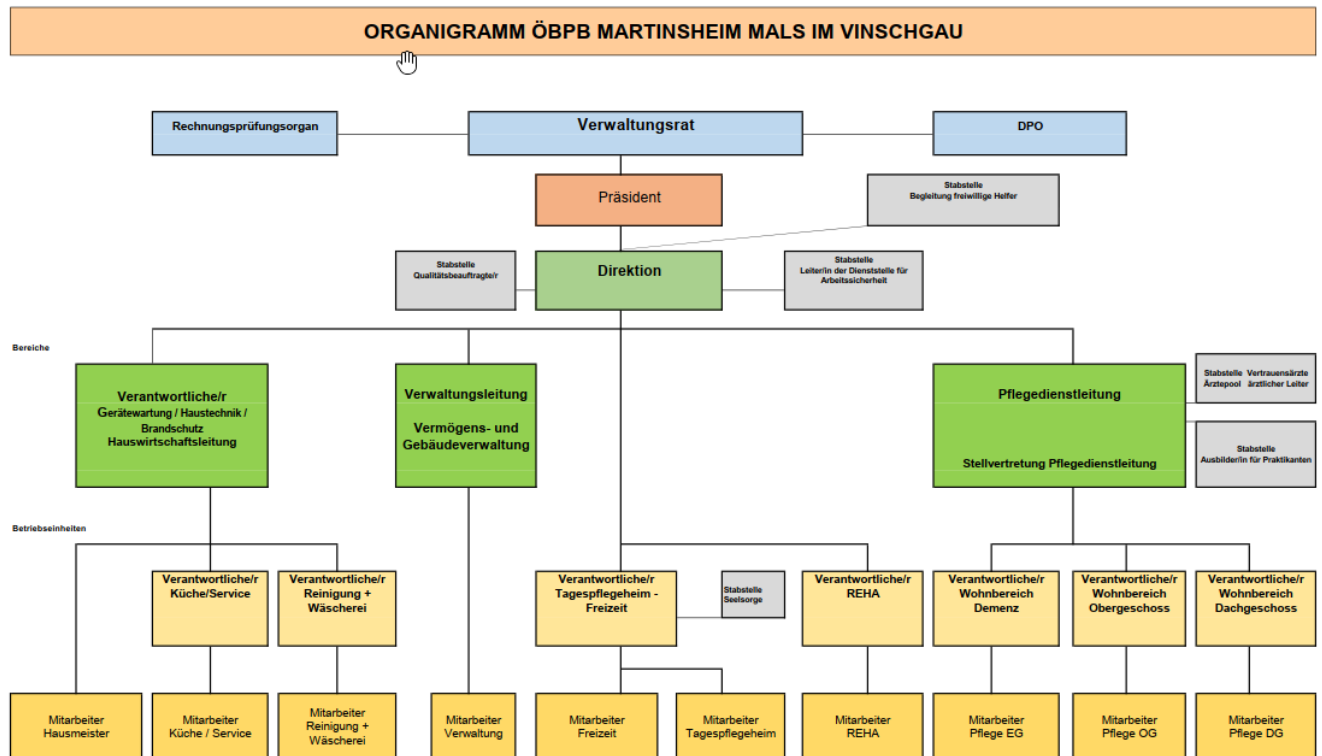 ORGANIGRAMM ÖBPB MARTINSHEIM MALS IM VINSCHGAU
Rechnungsprüfungsorgan
Verwaltungsrat
DPO
Präsident
Stabstelle
Begleitung freiwillige Helfer
Stabstelle
Qualitätsbeauftragte/r
Direktion
Stabstelle
Leiter/in der Dienststelle für
Arbeitssicherheit
Bereiche
Verantwortliche/r
Gerätewartung / Haustechnik /
Brandschutz
Hauswirtschaftsleitung
Verwaltungsleitung
Vermögens- und
Gebäudeverwaltung
Pflegedienstleitung
Stellvertretung Pflegedienstleitung
Stabstelle Vertrauensärzte
Ärztepool ärztlicher Leiter
Stabstelle
Ausbilder/in für Praktikanten
Betriebseinheiten
Verantwortliche/r
Küche/Service
Verantwortliche/r
Reinigung +
Wäscherei
Verantwortliche/r
Tagespflegeheim -
Freizeit
Stabstelle
Seelsorge
Verantwortliche/r
REHA
Verantwortliche/r
Wohnbereich
Demenz
Verantwortliche/r
Wohnbereich
Obergeschoss
Verantwortliche/r
Wohnbereich
Dachgeschoss
Mitarbeiter
Hausmeister
Mitarbeiter
Küche / Service
Mitarbeiter
Reinigung +
Wäscherei
Mitarbeiter
Verwaltung
Mitarbeiter
Freizeit
Mitarbeiter
Tagespflegeheim
Mitarbeiter
REHA
Mitarbeiter
Pflege EG
Mitarbeiter
Pflege OG
Mitarbeiter
Pflege DG